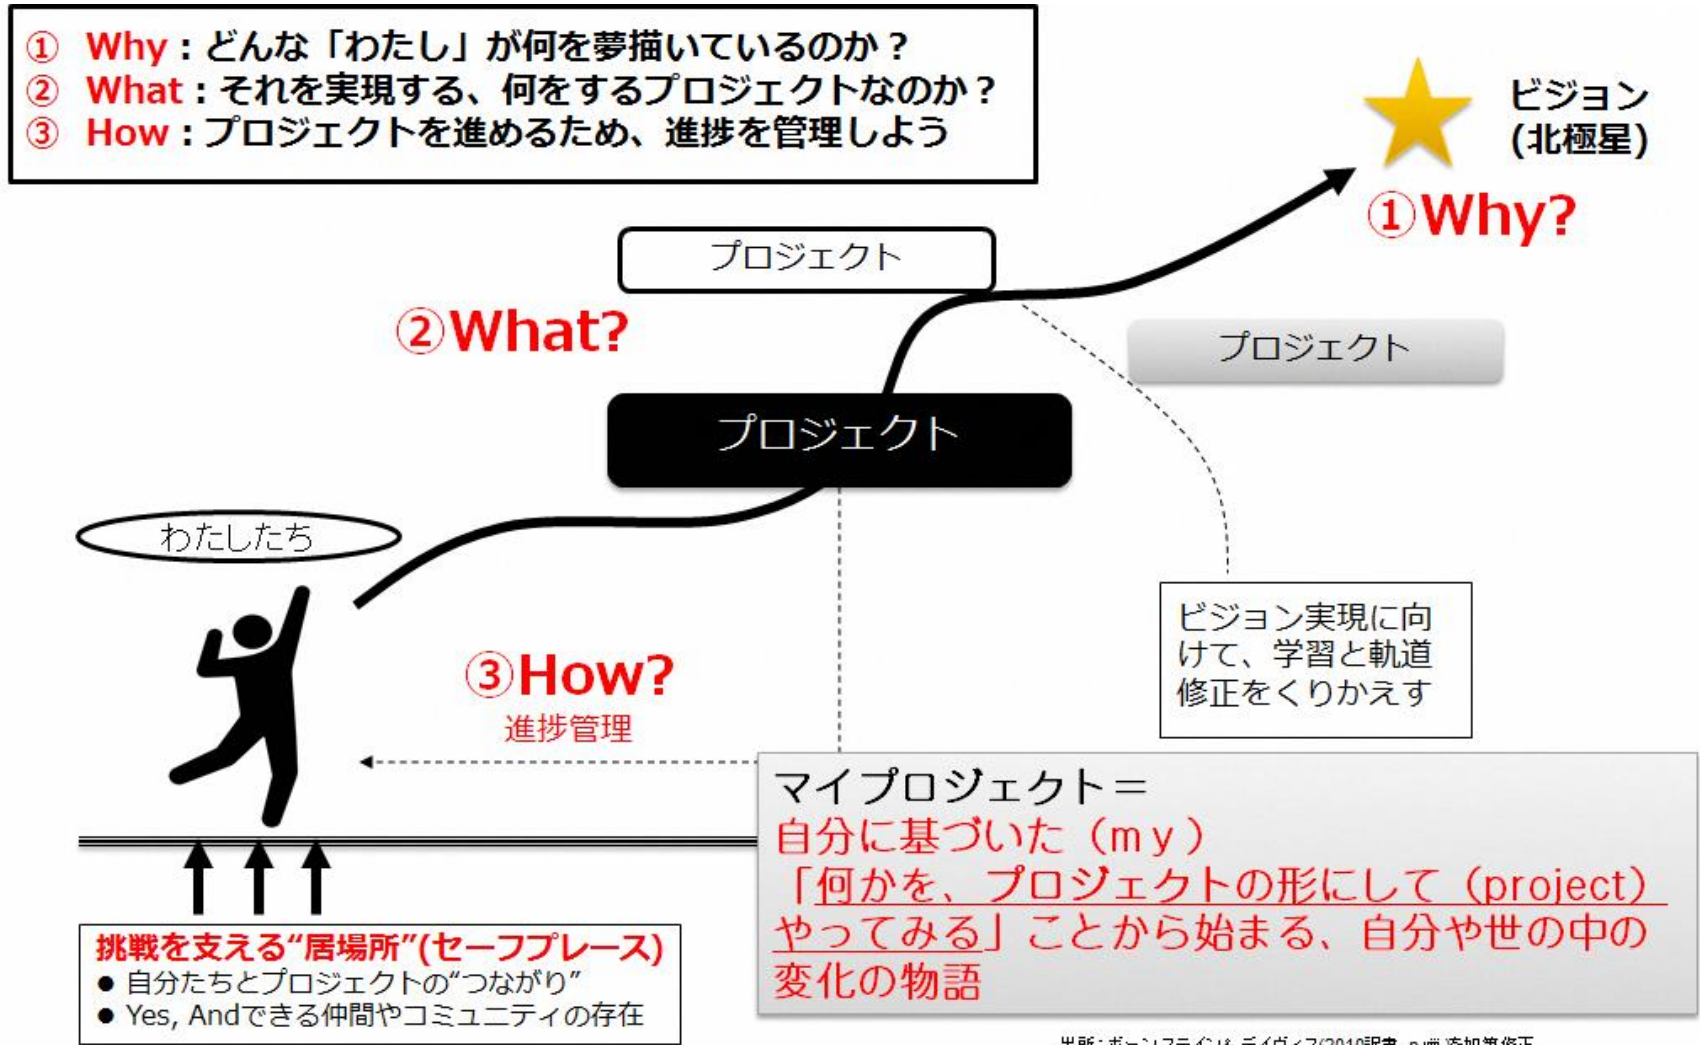 ① Why：どんな「わたし」が何を夢描いているのか？
② What：それを実現する、何をするプロジェクトなのか？
③ How：プロジェクトを進めるため、進捗を管理しよう
ビジョン
(北極星)
①Why?
プロジェクト
②What?
プロジェクト
プロジェクト
わたしたち
ビジョン実現に向
けて、学習と軌道
修正をくりかえす
③How?
進捗管理
マイプロジェクト＝
自分に基づいた（ｍｙ）
「何かを、プロジェクトの形にして（project）
やってみる」ことから始まる、自分や世の中の
変化の物語
挑戦を支える“居場所”(セーフプレース)
● 自分たちとプロジェクトの“つながり”
● Yes, Andできる仲間やコミュニティの存在